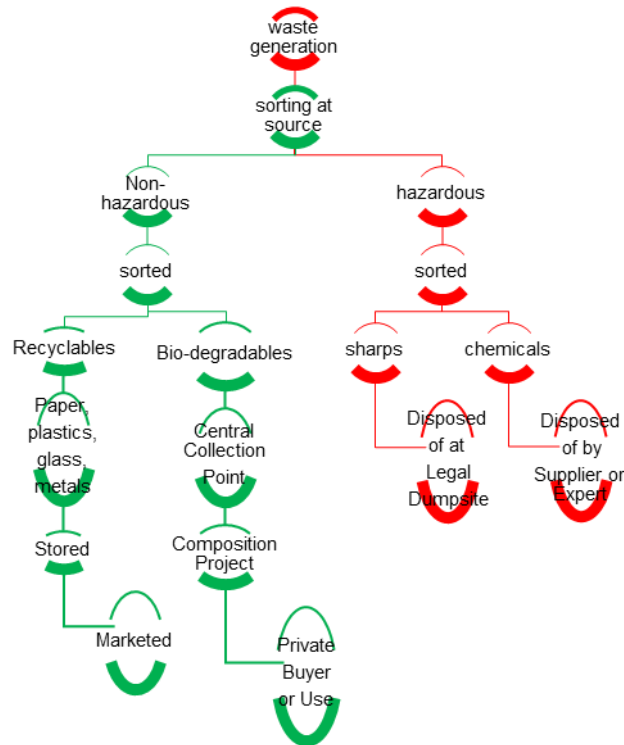 waste
generation
sorting at
source
Non-
hazardous
hazardous
sorted
sorted
Recyclables
Bio-degradables
sharps
chemicals
Paper,
plastics,
glass,
metals
Central
Collection
Point
Disposed
of at
Legal
Dumpsite
Disposed
of by
Supplier or
Expert
Stored
Composition
Project
Marketed
Private
Buyer
or Use